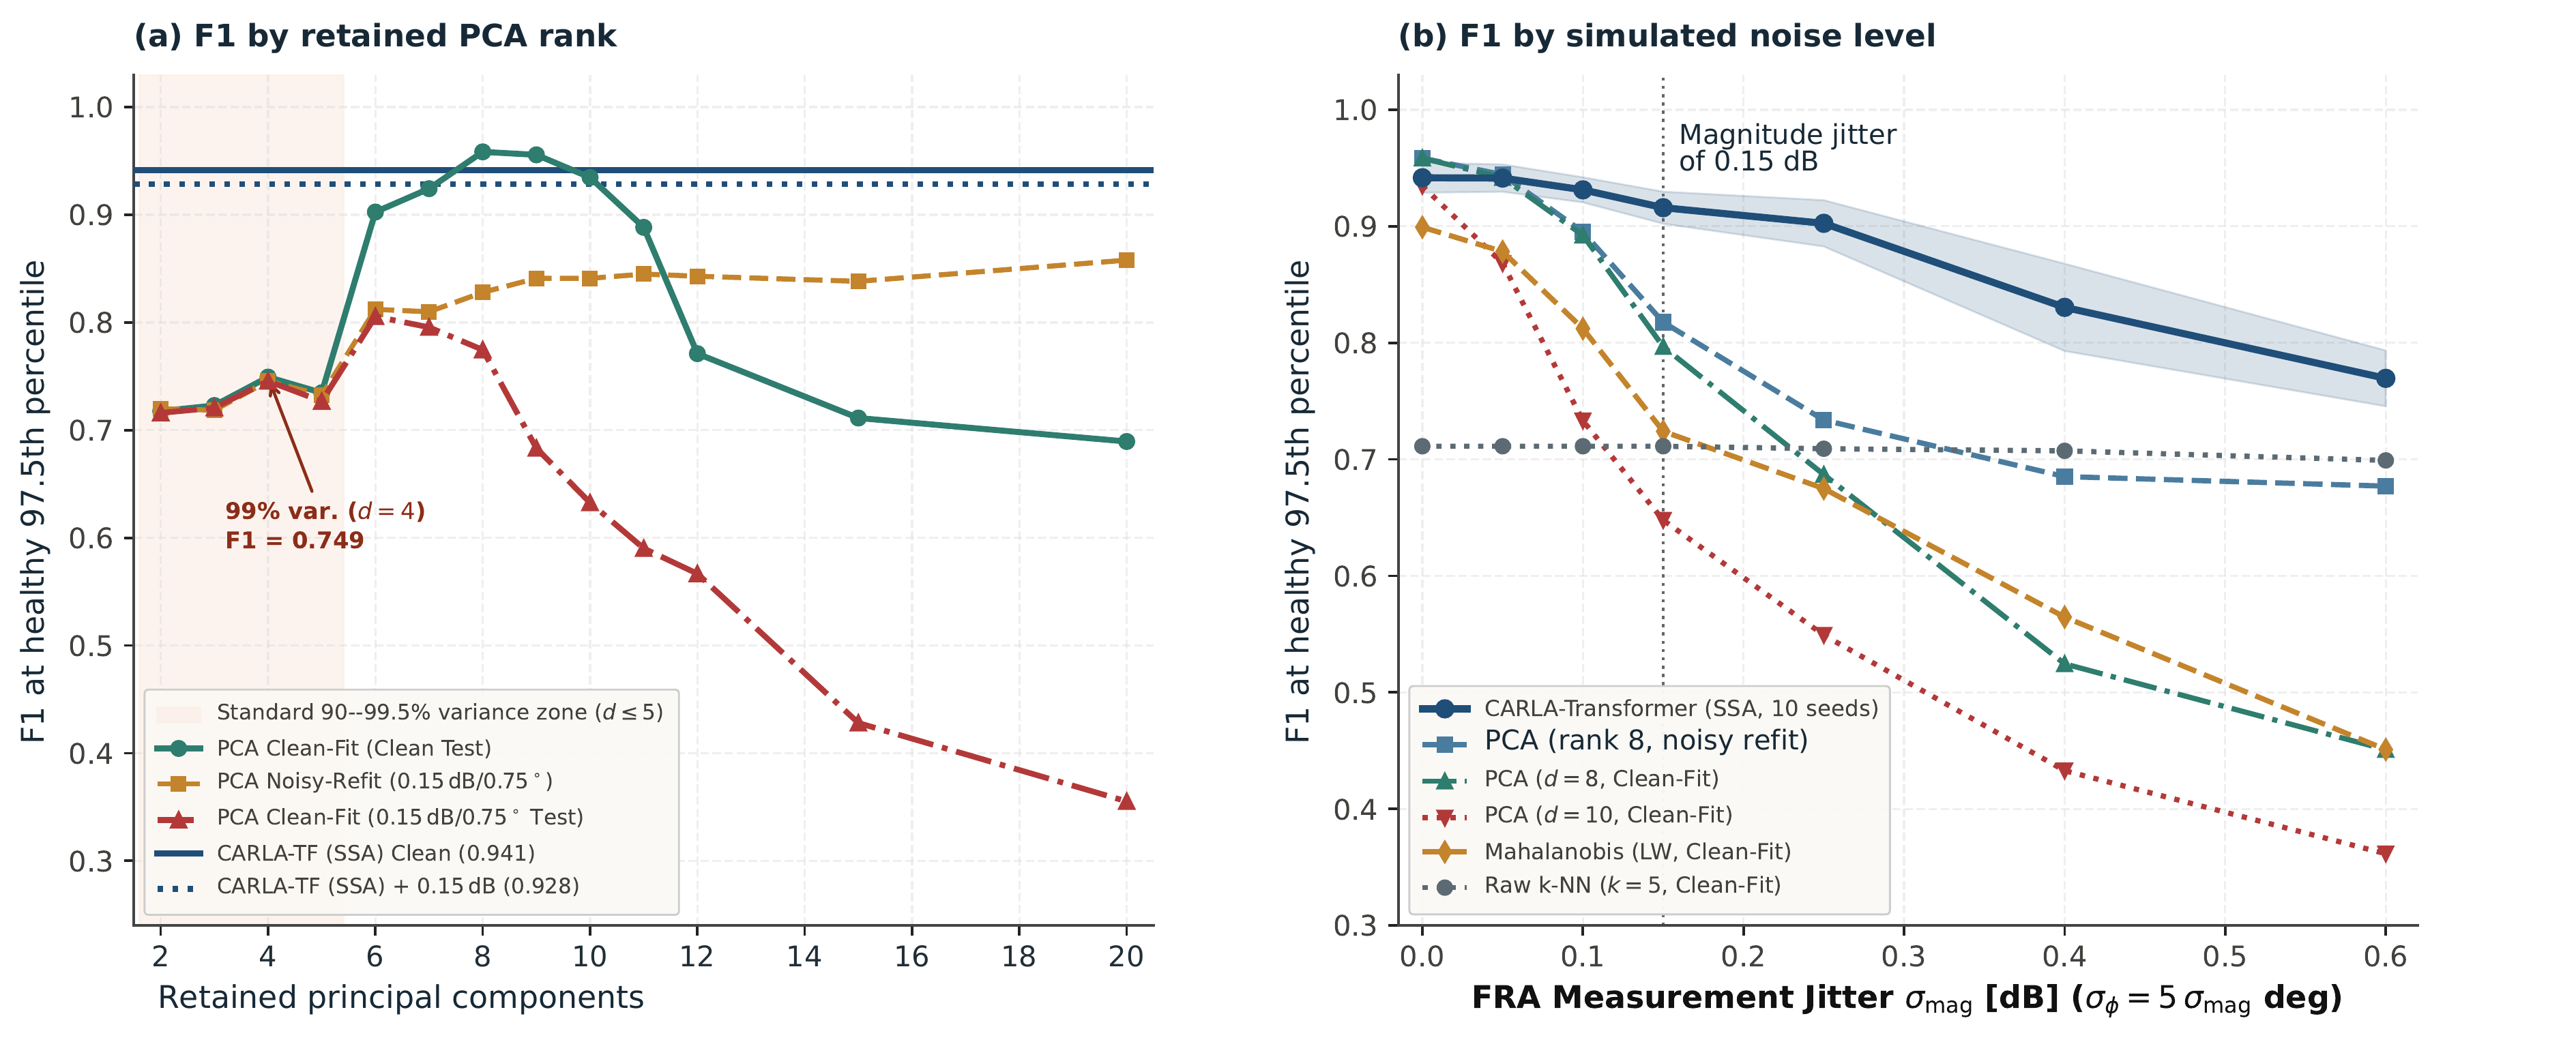 (a) F1 by retained PCA rank
F1 at healthy 97.5th percentile
1.0
0.9
0.8
0.7
0.6
0.5
0.4
0.3
99% var. (d = 4)
F1 = 0.749
Standard 90--99.5% variance zone (d ≤ 5)
PCA Clean-Fit (Clean Test)
PCA Noisy-Refit (0.15 dB/0.75°)
PCA Clean-Fit (0.15 dB/0.75° Test)
CARLA-TF (SSA) Clean (0.941)
CARLA-TF (SSA) + 0.15 dB (0.928)
2 4 6 8 10 12 14 16 18 20
Retained principal components
(b) F1 by simulated noise level
F1 at healthy 97.5th percentile
1.0
0.9
0.8
0.7
0.6
0.5
0.4
0.3
Magnitude jitter
of 0.15 dB
CARLA-Transformer (SSA, 10 seeds)
PCA (rank 8, noisy refit)
PCA (d = 8, Clean-Fit)
PCA (d = 10, Clean-Fit)
Mahalanobis (LW, Clean-Fit)
Raw k-NN (k = 5, Clean-Fit)
0.0 0.1 0.2 0.3 0.4 0.5 0.6
FRA Measurement Jitter σmag [dB] (σϕ = 5 σmag deg)